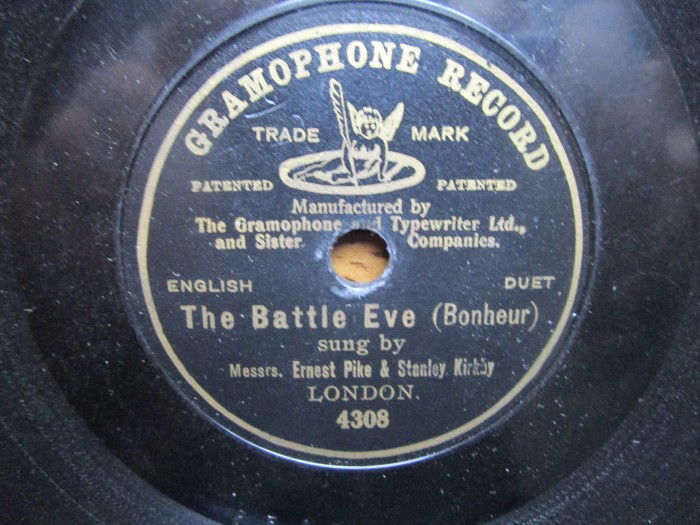 GRAMOPHONE RECORD
TRADE MARK
PATENTED PATENTED
Manufactured by
The Gramophone and Typewriter Ltd.,
and Sister Companies.
ENGLISH DUET
The Battle Eve (Bonheur)
sung by
Messrs. Ernest Pike & Stanley Kirkby
LONDON.
4308